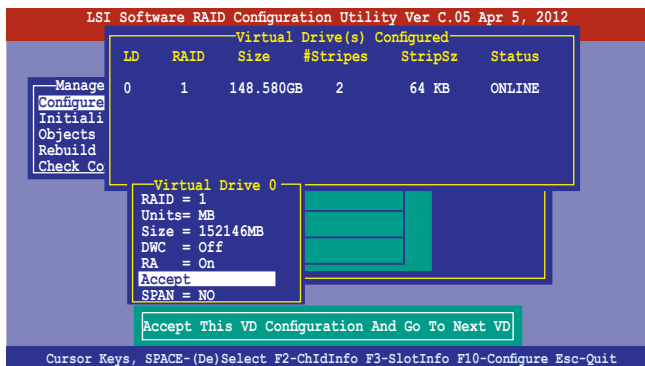 LSI Software RAID Configuration Utility Ver C.05 Apr 5, 2012
Virtual Drive(s) Configured
LD RAID Size #Stripes StripSz Status
0 1 148.580GB 2 64 KB ONLINE
Manage
Configure
Initiali
Objects
Rebuild
Check Co
Virtual Drive 0
RAID = 1
Units= MB
Size = 152146MB
DWC = Off
RA = On
Accept
SPAN = NO
Accept This VD Configuration And Go To Next VD
Cursor Keys, SPACE-(De)Select F2-ChIdInfo F3-SlotInfo F10-Configure Esc-Quit